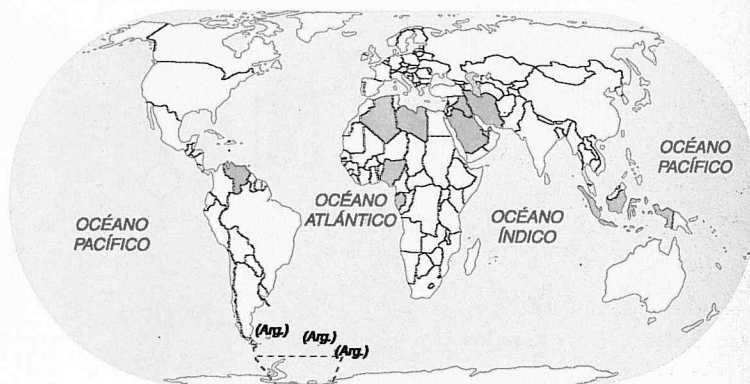 OCÉANO
PACÍFICO
OCÉANO
ATLÁNTICO
OCÉANO
ÍNDICO
OCÉANO
PACÍFICO
(Arg.)
(Arg.)
(Arg.)